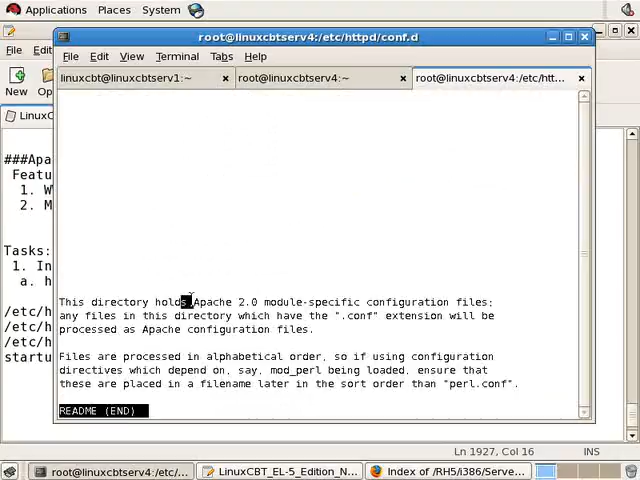 Applications Places System
root@linuxcbtserv4:/etc/httpd/conf.d
File Edit View Terminal Tabs Help
linuxcbt@linuxcbtserv1:~
root@linuxcbtserv4:~
root@linuxcbtserv4:/etc/htt...
File Edi
New Op
LinuxC
###Apa
Featur
1. W
2. M
Tasks:
1. In
a. h
/etc/h
/etc/h
/etc/h
startu
This directory holds Apache 2.0 module-specific configuration files;
any files in this directory which have the ".conf" extension will be
processed as Apache configuration files.
Files are processed in alphabetical order, so if using configuration
directives which depend on, say, mod_perl being loaded, ensure that
these are placed in a filename later in the sort order than "perl.conf".
README (END)
Ln 1927, Col 16 INS
root@linuxcbtserv4:/etc/...
LinuxCBT_EL-5_Edition_N...
Index of /RH5/i386/Serve...